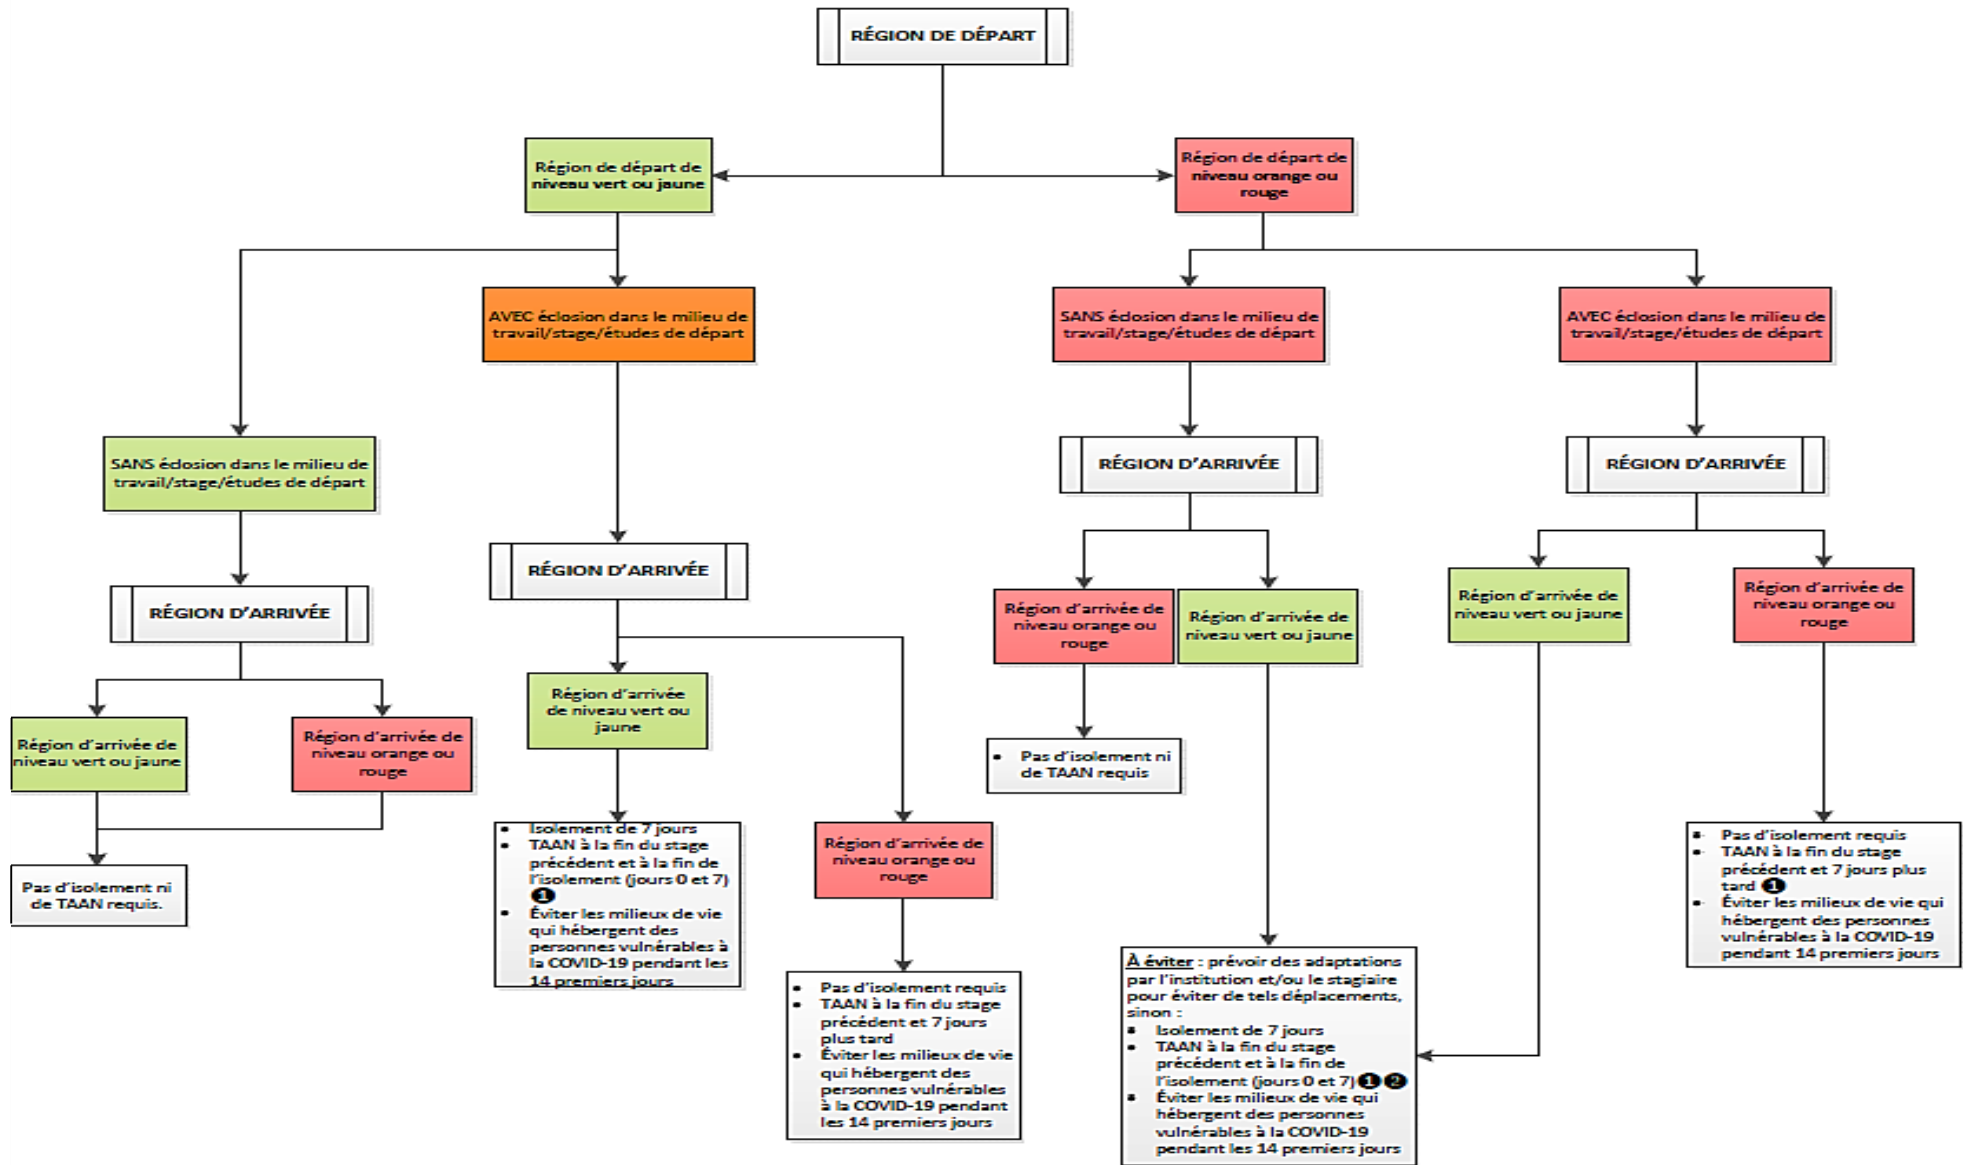 RÉGION DE DÉPART
Région de départ de
niveau vert ou jaune
Région de départ de
niveau orange ou
rouge
AVEC éclosion dans le milieu de
travail/stage/études de départ
SANS éclosion dans le milieu de
travail/stage/études de départ
AVEC éclosion dans le milieu de
travail/stage/études de départ
SANS éclosion dans le milieu de
travail/stage/études de départ
RÉGION D'ARRIVÉE
RÉGION D'ARRIVÉE
RÉGION D'ARRIVÉE
RÉGION D'ARRIVÉE
Région d'arrivée de
niveau orange ou
rouge
Région d'arrivée de
niveau vert ou jaune
Région d'arrivée de
niveau vert ou jaune
Région d'arrivée de
niveau orange ou
rouge
Région d'arrivée
de niveau vert ou
jaune
Région d'arrivée de
niveau vert ou jaune
Région d'arrivée de
niveau orange ou
rouge
• Pas d'isolement ni
de TAAN requis
Pas d'isolement ni
de TAAN requis.
• Isolement de 7 jours
• TAAN à la fin du stage
précédent et à la fin de
l'isolement (jours 0 et 7)
❶
• Éviter les milieux de vie
qui hébergent des
personnes vulnérables à
la COVID-19 pendant les
14 premiers jours
Région d'arrivée de
niveau orange ou
rouge
• Pas d'isolement requis
• TAAN à la fin du stage
précédent et 7 jours plus
tard ❶
• Éviter les milieux de vie qui
hébergent des personnes
vulnérables à la COVID-19
pendant 14 premiers jours
• Pas d'isolement requis
• TAAN à la fin du stage
précédent et 7 jours
plus tard
• Éviter les milieux de vie
qui hébergent des
personnes vulnérables
à la COVID-19 pendant
les 14 premiers jours
À éviter : prévoir des adaptations
par l'institution et/ou le stagiaire
pour éviter de tels déplacements,
sinon :
• Isolement de 7 jours
• TAAN à la fin du stage
précédent et à la fin de
l'isolement (jours 0 et 7)❶❷
• Éviter les milieux de vie qui
hébergent des personnes
vulnérables à la COVID-19
pendant les 14 premiers jours